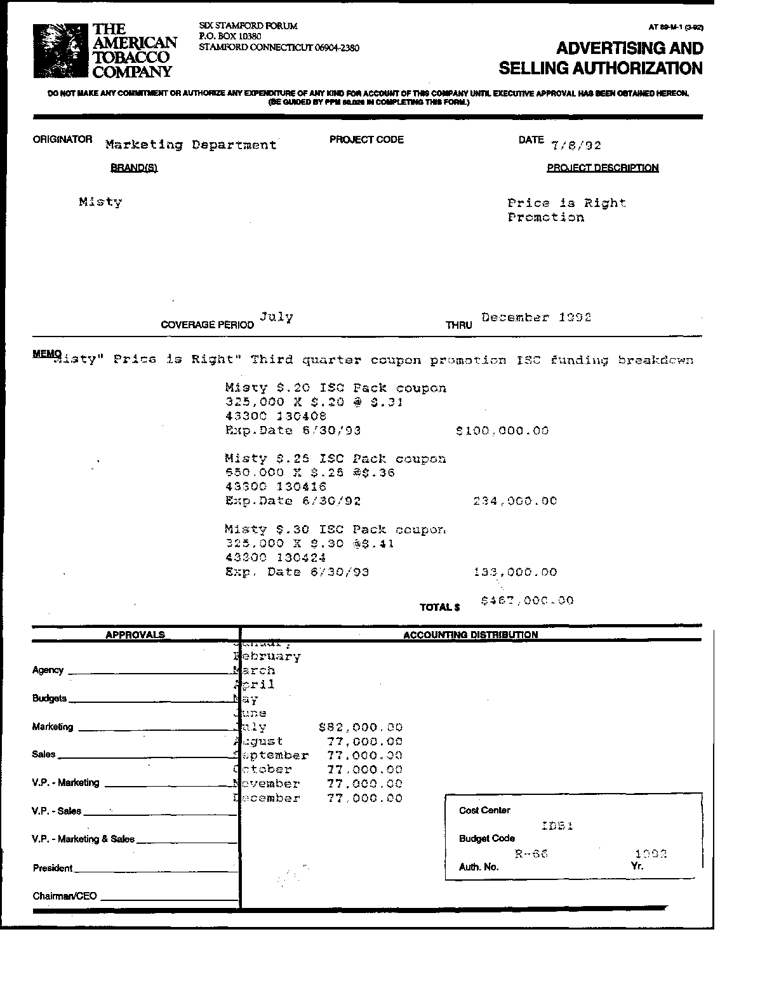 THE
AMERICAN
TOBACCO
COMPANY
SIX STAMFORD FORUM
P.O. BOX 10380
STAMFORD CONNECTICUT 06904-2380
AT 89-M-1 (3-92)
ADVERTISING AND
SELLING AUTHORIZATION
DO NOT MAKE ANY COMMITMENT OR AUTHORIZE ANY EXPENDITURE OF ANY KIND FOR ACCOUNT OF THIS COMPANY UNTIL EXECUTIVE APPROVAL HAS BEEN OBTAINED HEREON.
(BE GUIDED BY PPM IN COMPLETING THIS FORM.)
ORIGINATOR Marketing Department PROJECT CODE DATE 7/8/92
BRAND(S) PROJECT DESCRIPTION
Misty Price is Right
Promotion
COVERAGE PERIOD July THRU December 1992
MEMO Misty" Price is Right" Third quarter coupon promotion ISC funding breakdown
Misty $.20 ISC Pack coupon
325,000 X $.20 @ $.31
43300 130408
Exp.Date 6/30/93 $100,000.00
Misty $.25 ISC Pack coupon
650.000 X $.25 @$.36
43300 130416
Exp.Date 6/30/92 234,000.00
Misty $.30 ISC Pack coupon
325,000 X $.30 @$.41
43300 130424
Exp. Date 6/30/93 133,000.00
TOTAL $ $467,000.00
APPROVALS ACCOUNTING DISTRIBUTION
January
February
Agency March
April
Budgets May
June
Marketing July $82,000.00
August 77,000.00
Sales September 77,000.00
October 77,000.00
V.P. - Marketing November 77,000.00
December 77,000.00
V.P. - Sales Cost Center
IDB1
V.P. - Marketing & Sales Budget Code
R-66 1992
President Auth. No. Yr.
Chairman/CEO